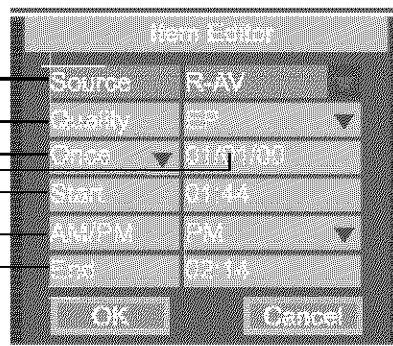 Item Editor
Source R-AV
Quality EP
Once 01/01/00
Start 01:44
AM/PM PM
End 02:14
OK Cancel